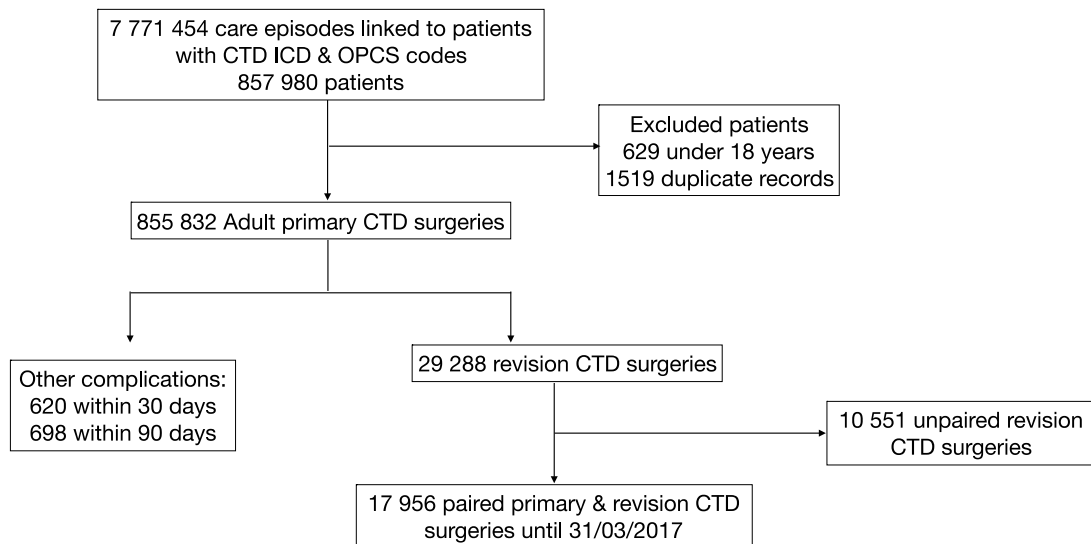 7 771 454 care episodes linked to patients
with CTD ICD & OPCS codes
857 980 patients
Excluded patients
629 under 18 years
1519 duplicate records
855 832 Adult primary CTD surgeries
29 288 revision CTD surgeries
Other complications:
620 within 30 days
698 within 90 days
10 551 unpaired revision
CTD surgeries
17 956 paired primary & revision CTD
surgeries until 31/03/2017